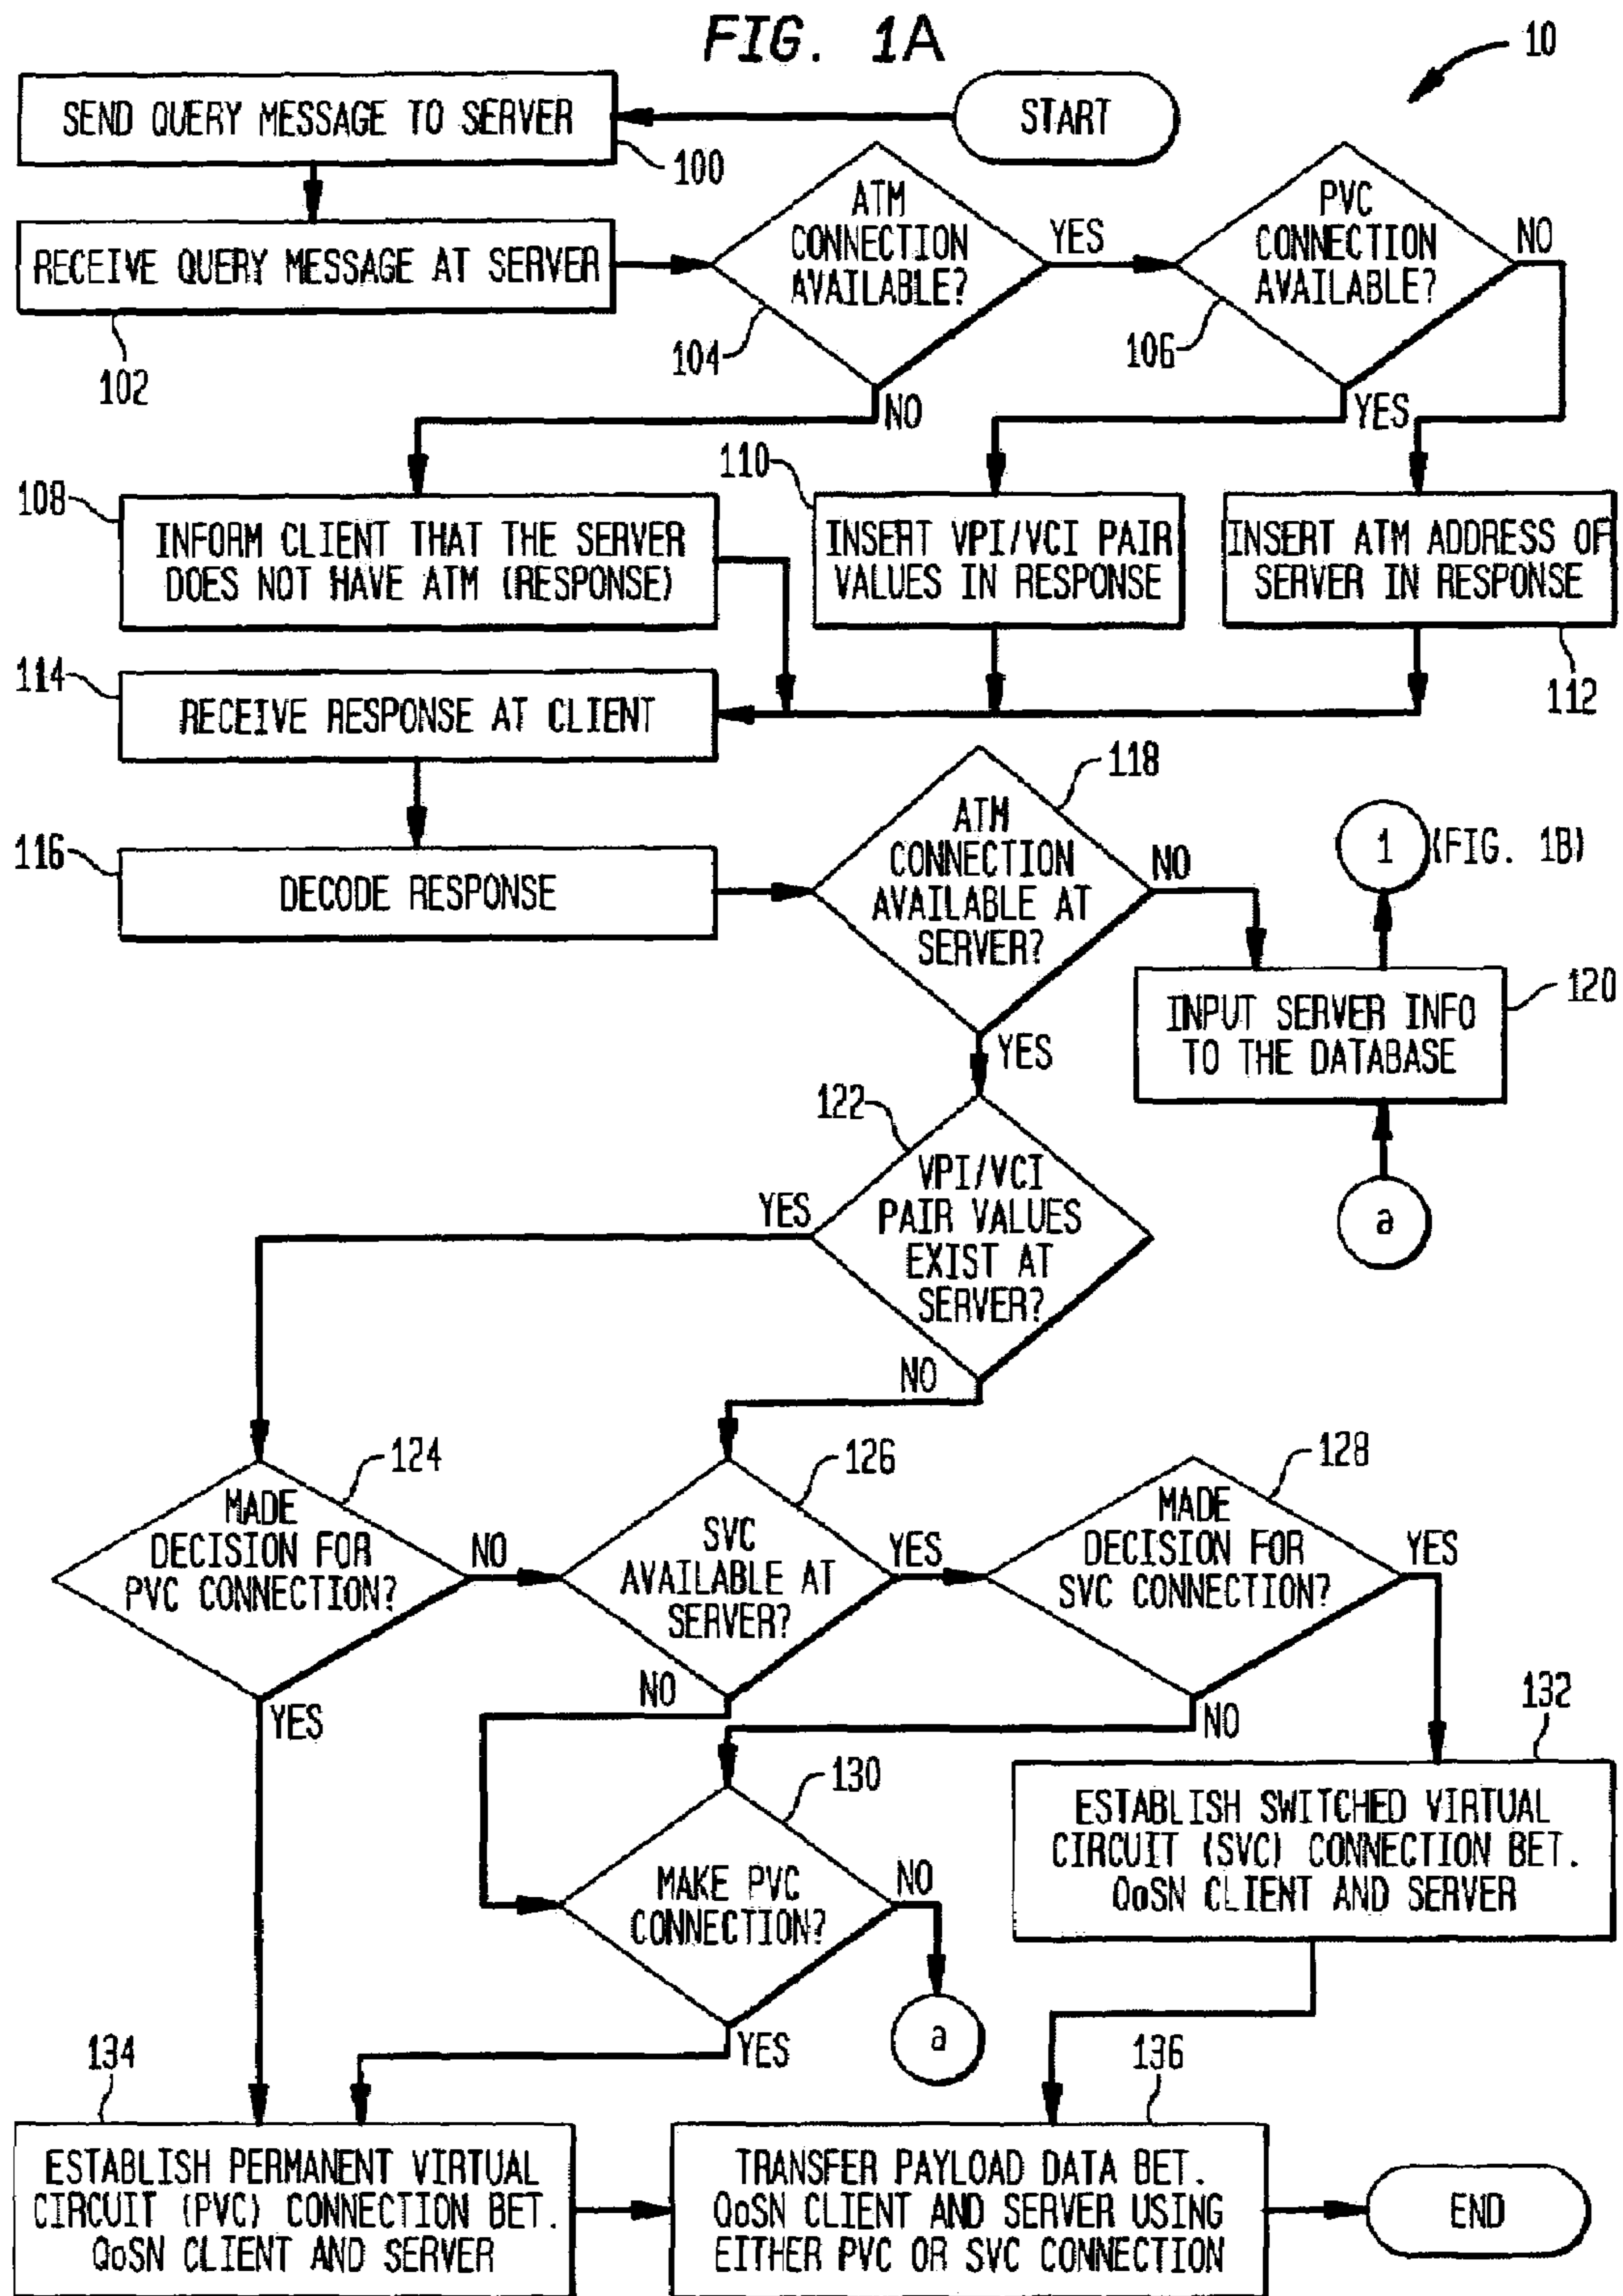 FIG. 1A
10
START
SEND QUERY MESSAGE TO SERVER
100
RECEIVE QUERY MESSAGE AT SERVER
102
ATM
CONNECTION
AVAILABLE?
104
YES
NO
PVC
CONNECTION
AVAILABLE?
106
NO
YES
108
INFORM CLIENT THAT THE SERVER
DOES NOT HAVE ATM (RESPONSE)
110
INSERT VPI/VCI PAIR
VALUES IN RESPONSE
INSERT ATM ADDRESS OF
SERVER IN RESPONSE
112
114
RECEIVE RESPONSE AT CLIENT
116
DECODE RESPONSE
118
ATM
CONNECTION
AVAILABLE AT
SERVER?
NO
YES
1
(FIG. 1B)
120
INPUT SERVER INFO
TO THE DATABASE
a
122
VPI/VCI
PAIR VALUES
EXIST AT
SERVER?
YES
NO
124
MADE
DECISION FOR
PVC CONNECTION?
NO
YES
126
SVC
AVAILABLE AT
SERVER?
YES
NO
128
MADE
DECISION FOR
SVC CONNECTION?
YES
NO
130
MAKE PVC
CONNECTION?
NO
a
YES
132
ESTABLISH SWITCHED VIRTUAL
CIRCUIT (SVC) CONNECTION BET.
QoSN CLIENT AND SERVER
134
ESTABLISH PERMANENT VIRTUAL
CIRCUIT (PVC) CONNECTION BET.
QoSN CLIENT AND SERVER
136
TRANSFER PAYLOAD DATA BET.
QoSN CLIENT AND SERVER USING
EITHER PVC OR SVC CONNECTION
END